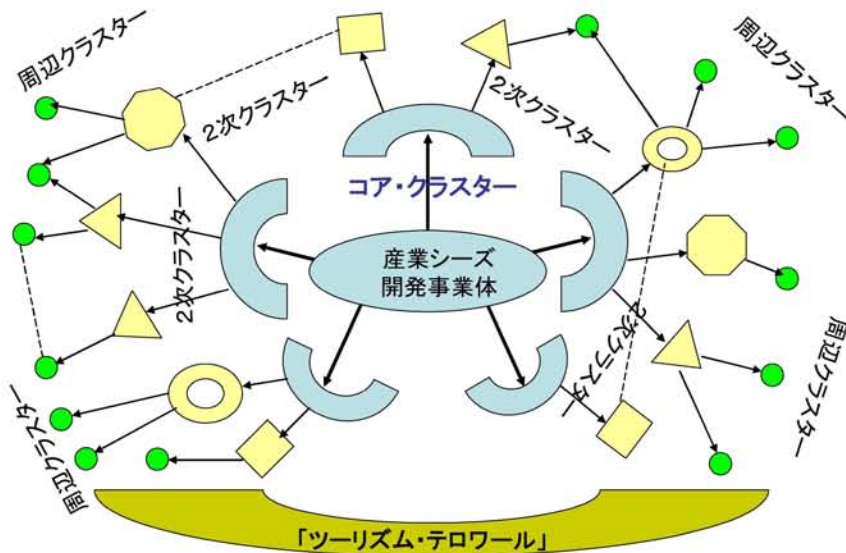 周辺クラスター
2次クラスター
2次クラスター
周辺クラスター
コア・クラスター
2次クラスター
産業シーズ
開発事業体
2次クラスター
周辺クラスター
周辺クラスター
「ツーリズム・テロワール」